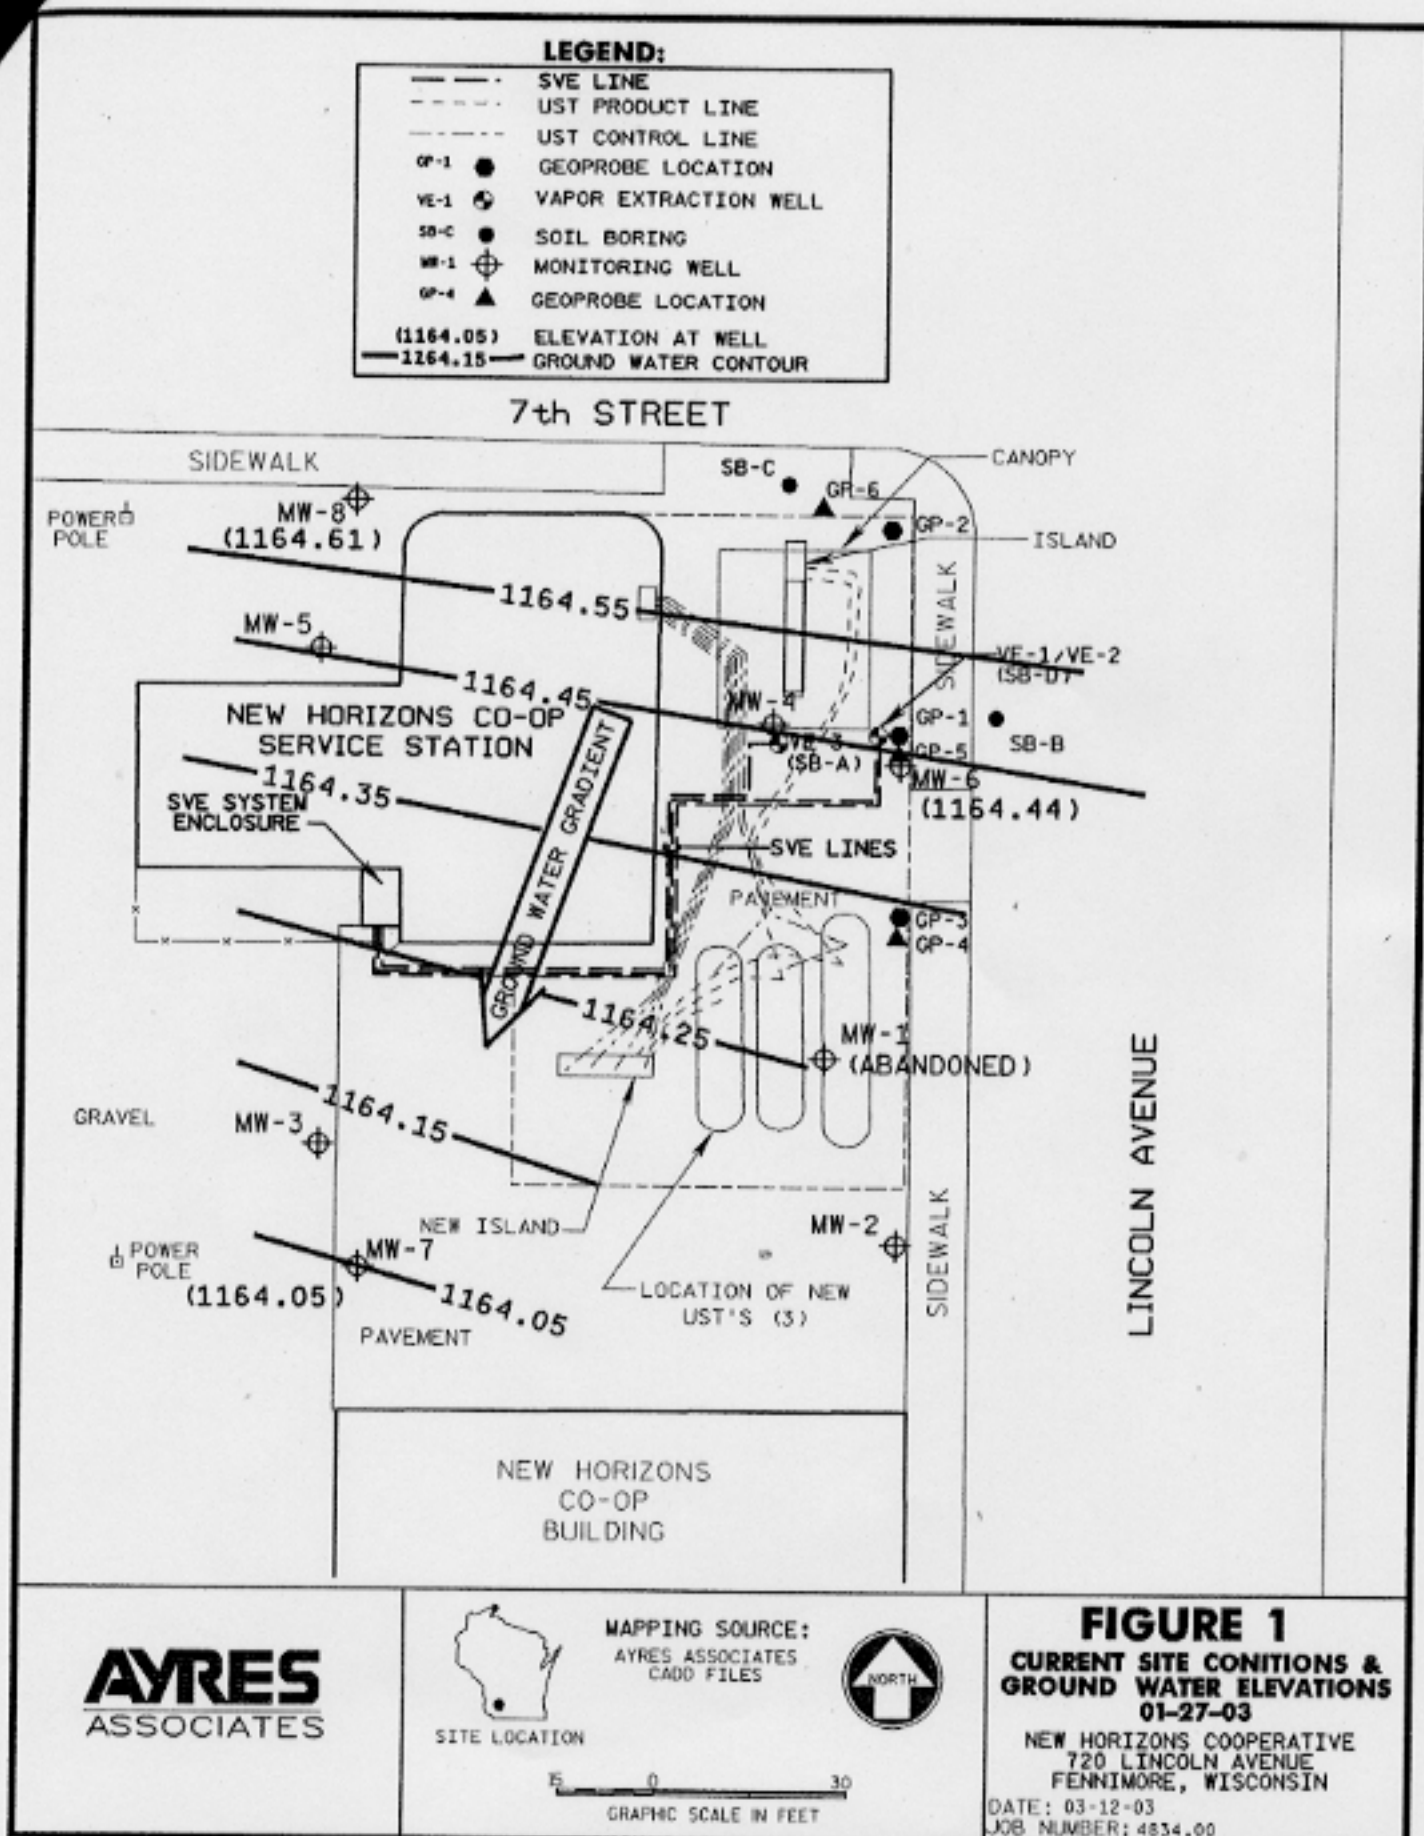 LEGEND:
SVE LINE
UST PRODUCT LINE
UST CONTROL LINE
GP-1 GEOPROBE LOCATION
VE-1 VAPOR EXTRACTION WELL
SB-C SOIL BORING
MW-1 MONITORING WELL
GP-4 GEOPROBE LOCATION
(1164.05) ELEVATION AT WELL
1164.15 GROUND WATER CONTOUR
7th STREET
SIDEWALK
SB-C
CANOPY
GP-6
MW-8
(1164.61)
POWER
POLE
GP-2
ISLAND
1164.55
SIDEWALK
MW-5
VE-1/VE-2
(SB-D)
1164.45
MW-4
NEW HORIZONS CO-OP
SERVICE STATION
GP-1
SB-B
VE-3
(SB-A)
GP-5
MW-6
(1164.44)
1164.35
SVE SYSTEM
ENCLOSURE
GROUND WATER GRADIENT
SVE LINES
PAVEMENT
GP-3
GP-4
1164.25
MW-1
(ABANDONED)
LINCOLN AVENUE
GRAVEL
1164.15
MW-3
NEW ISLAND
MW-2
SIDEWALK
POWER
POLE
MW-7
(1164.05)
1164.05
LOCATION OF NEW
UST'S (3)
PAVEMENT
NEW HORIZONS
CO-OP
BUILDING
AYRES
ASSOCIATES
SITE LOCATION
MAPPING SOURCE:
AYRES ASSOCIATES
CADD FILES
NORTH
15 0 30
GRAPHIC SCALE IN FEET
FIGURE 1
CURRENT SITE CONITIONS &
GROUND WATER ELEVATIONS
01-27-03
NEW HORIZONS COOPERATIVE
720 LINCOLN AVENUE
FENNIMORE, WISCONSIN
DATE: 03-12-03
JOB NUMBER: 4834.00